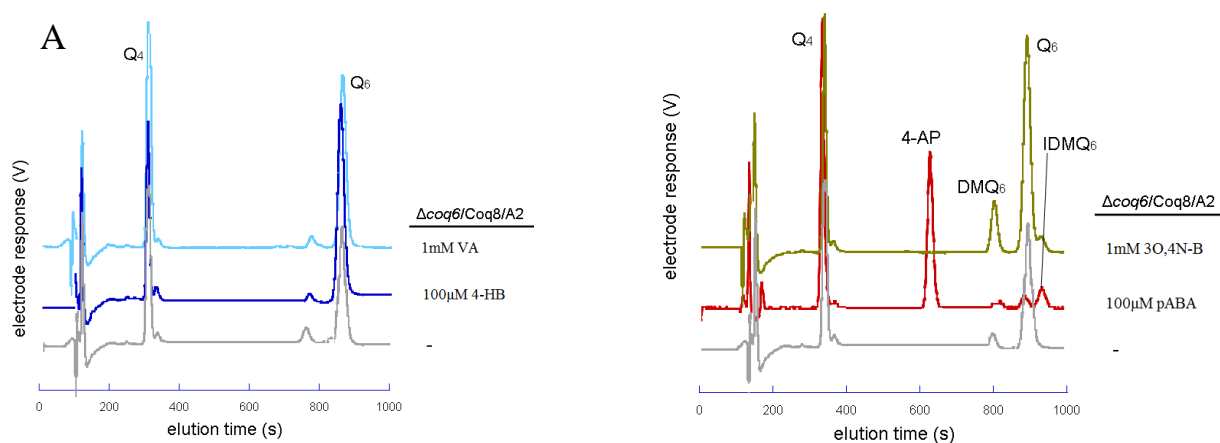 A
Q4
Q6
electrode response (V)
Δcoq6/Coq8/A2
1mM VA
100μM 4-HB
-
0 200 400 600 800 1000
elution time (s)
Q4
Q6
4-AP
IDMQ6
DMQ6
electrode response (V)
Δcoq6/Coq8/A2
1mM 3O,4N-B
100μM pABA
-
0 200 400 600 800 1000
elution time (s)